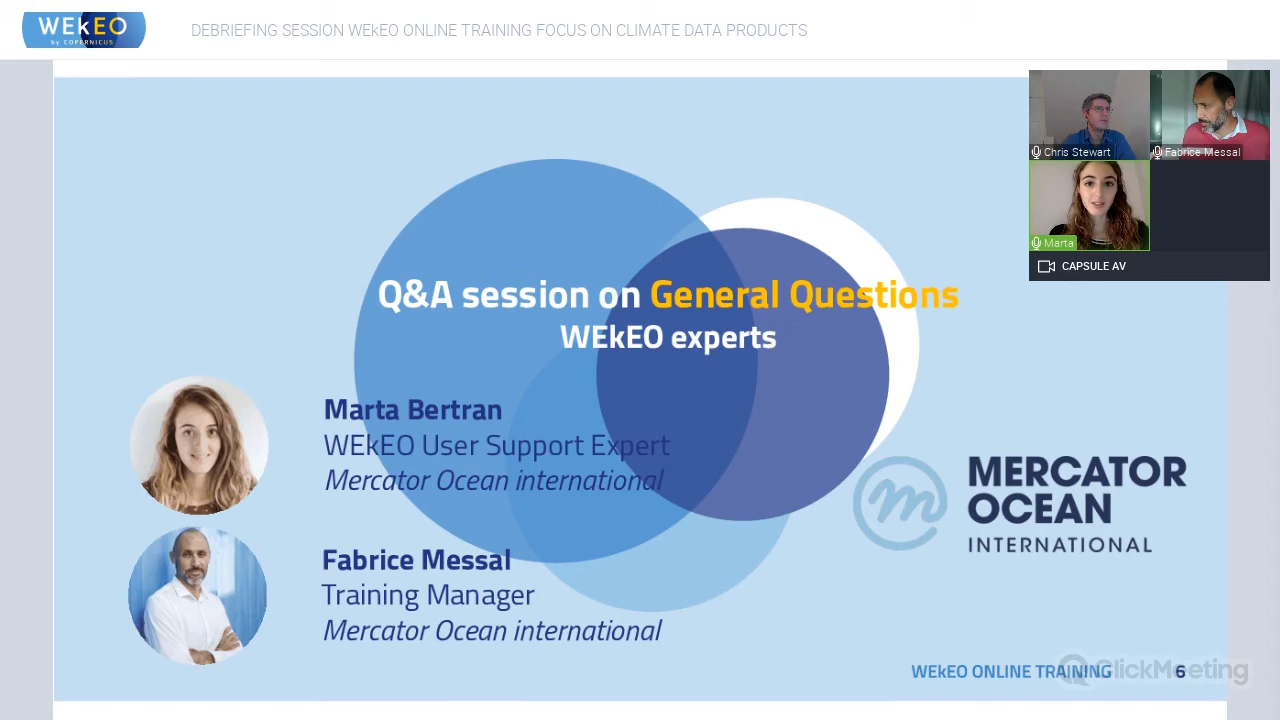 WEkEO
by COPERNICUS
DEBRIEFING SESSION WEkEO ONLINE TRAINING FOCUS ON CLIMATE DATA PRODUCTS
Chris Stewart
Fabrice Messal
Marta
CAPSULE AV
Q&A session on General Questions
WEkEO experts
Marta Bertran
WEkEO User Support Expert
Mercator Ocean international
MERCATOR
OCEAN
INTERNATIONAL
Fabrice Messal
Training Manager
Mercator Ocean international
WEkEO ONLINE TRAINING 6
ClickMeeting